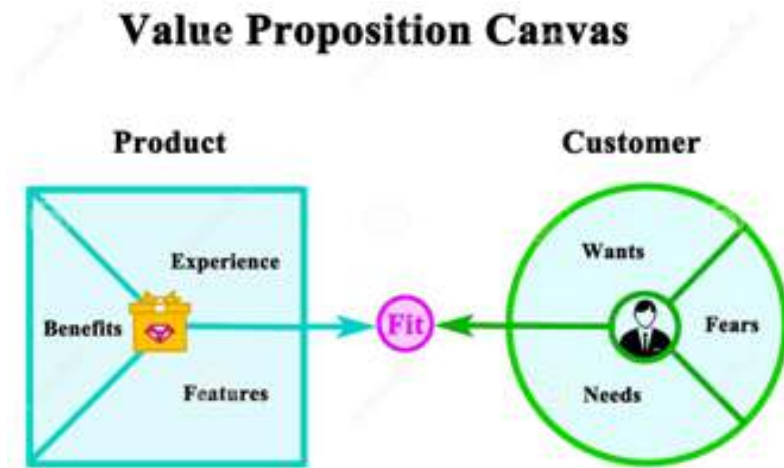 Value Proposition Canvas
Product
Customer
Experience
Benefits
Features
Fit
Wants
Fears
Needs